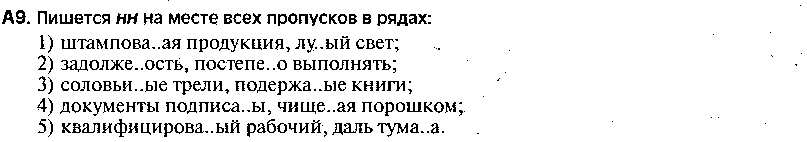 А9. Пишется нн на месте всех пропусков в рядах:
1) штампова..ая продукция, лу..ый свет;
2) задолже..ость, постепе..о выполнять;
3) соловьи..ые трели, подержа..ые книги;
4) документы подписа..ы, чище..ая порошком;
5) квалифицирова..ый рабочий, даль тума..а.